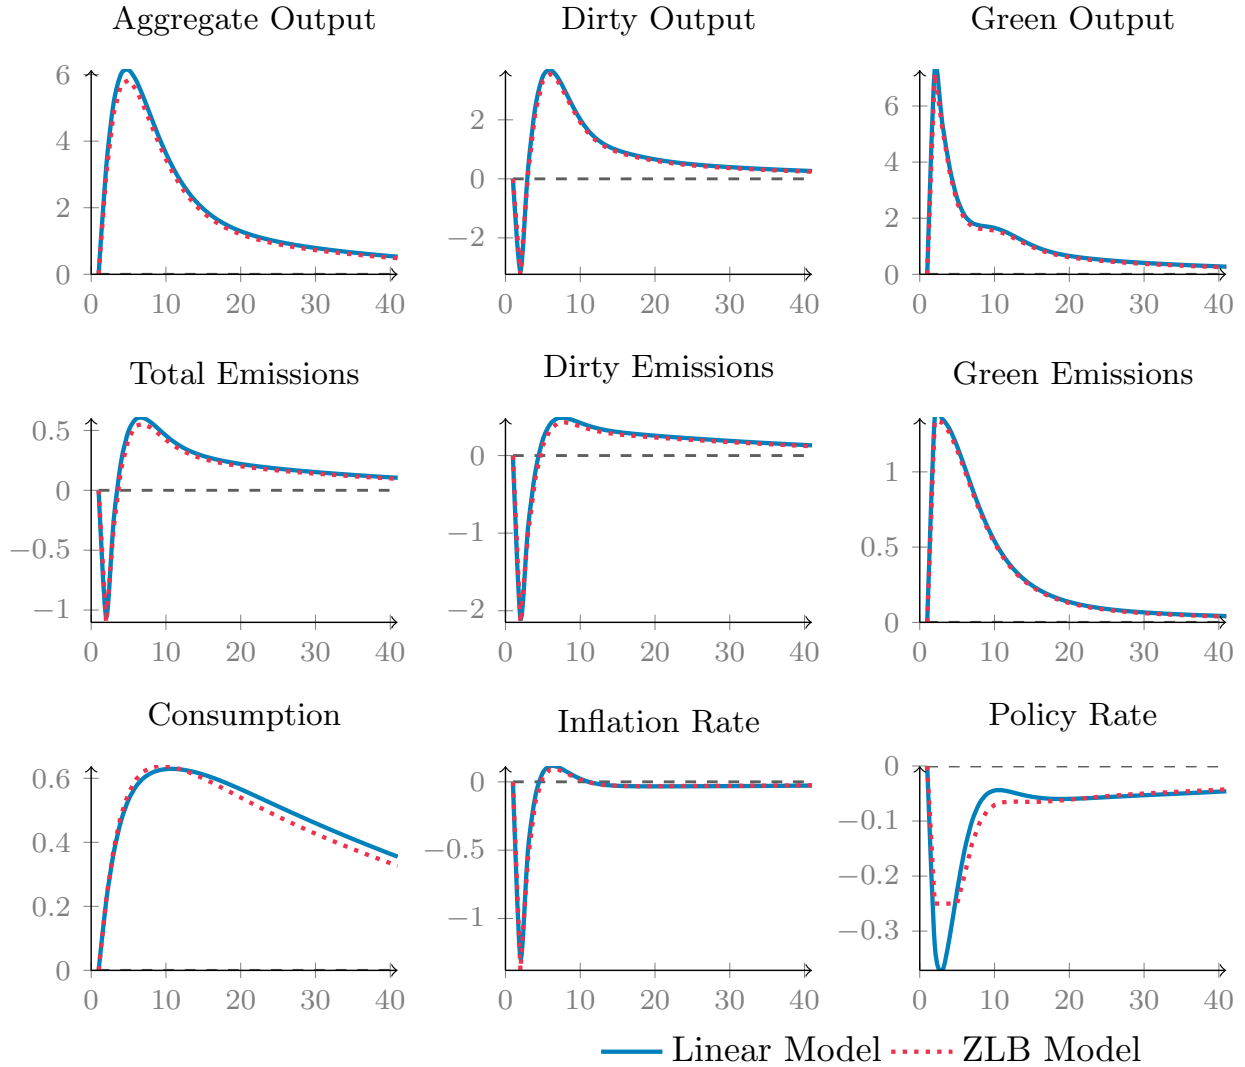 Aggregate Output
Dirty Output
Green Output
6
4
2
0
0 10 20 30 40
2
0
−2
0 10 20 30 40
6
4
2
0
0 10 20 30 40
Total Emissions
Dirty Emissions
Green Emissions
0.5
0
−0.5
−1
0 10 20 30 40
0
−1
−2
0 10 20 30 40
1
0.5
0
0 10 20 30 40
Consumption
Inflation Rate
Policy Rate
0.6
0.4
0.2
0
0 10 20 30 40
0
−0.5
−1
0 10 20 30 40
0
−0.1
−0.2
−0.3
0 10 20 30 40
Linear Model ZLB Model